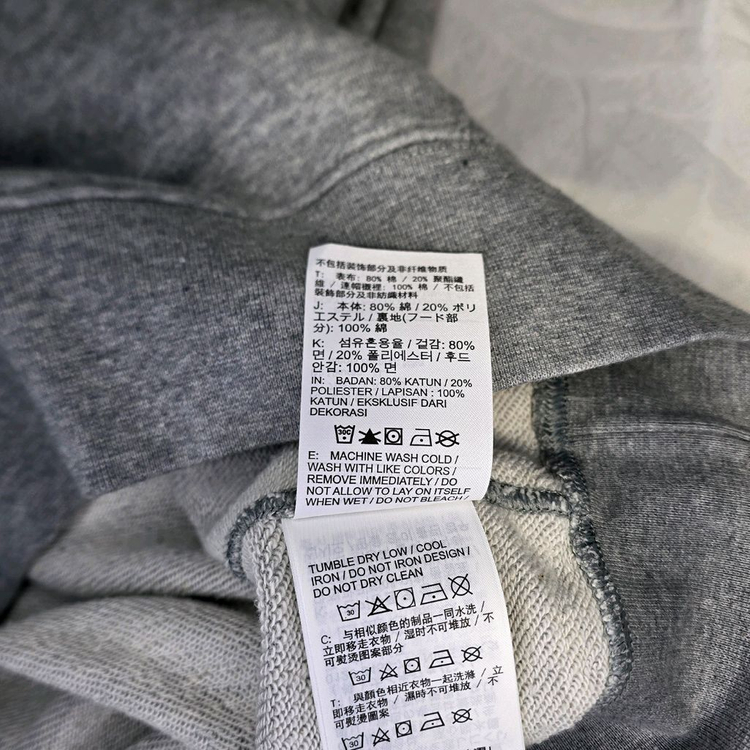 不包括装饰部分及非纤维物质
T: 表布: 80% 棉 / 20% 聚酯纖
維 / 連帽襯裡: 100% 棉 / 不包括
裝飾部分及非紡織材料
J: 本体: 80% 綿 / 20% ポリ
エステル / 裏地(フード部
分): 100% 綿
K: 섬유혼용율 / 겉감: 80%
면 / 20% 폴리에스터 / 후드
안감: 100% 면
IN: BADAN: 80% KATUN / 20%
POLIESTER / LAPISAN : 100%
KATUN / EKSKLUSIF DARI
DEKORASI
30C
E: MACHINE WASH COLD /
WASH WITH LIKE COLORS /
REMOVE IMMEDIATELY / DO
NOT ALLOW TO LAY ON ITSELF
WHEN WET / DO NOT BLEACH /
TUMBLE DRY LOW / COOL
IRON / DO NOT IRON DESIGN /
DO NOT DRY CLEAN
30
C: 与相似颜色的制品一同水洗 /
立即移走衣物 / 湿时不可堆放 / 不
可熨烫图案部分
30
T: 與顏色相近衣物一起洗滌 / 立
即移走衣物 / 濕時不可堆放 / 不
可熨燙圖案
30